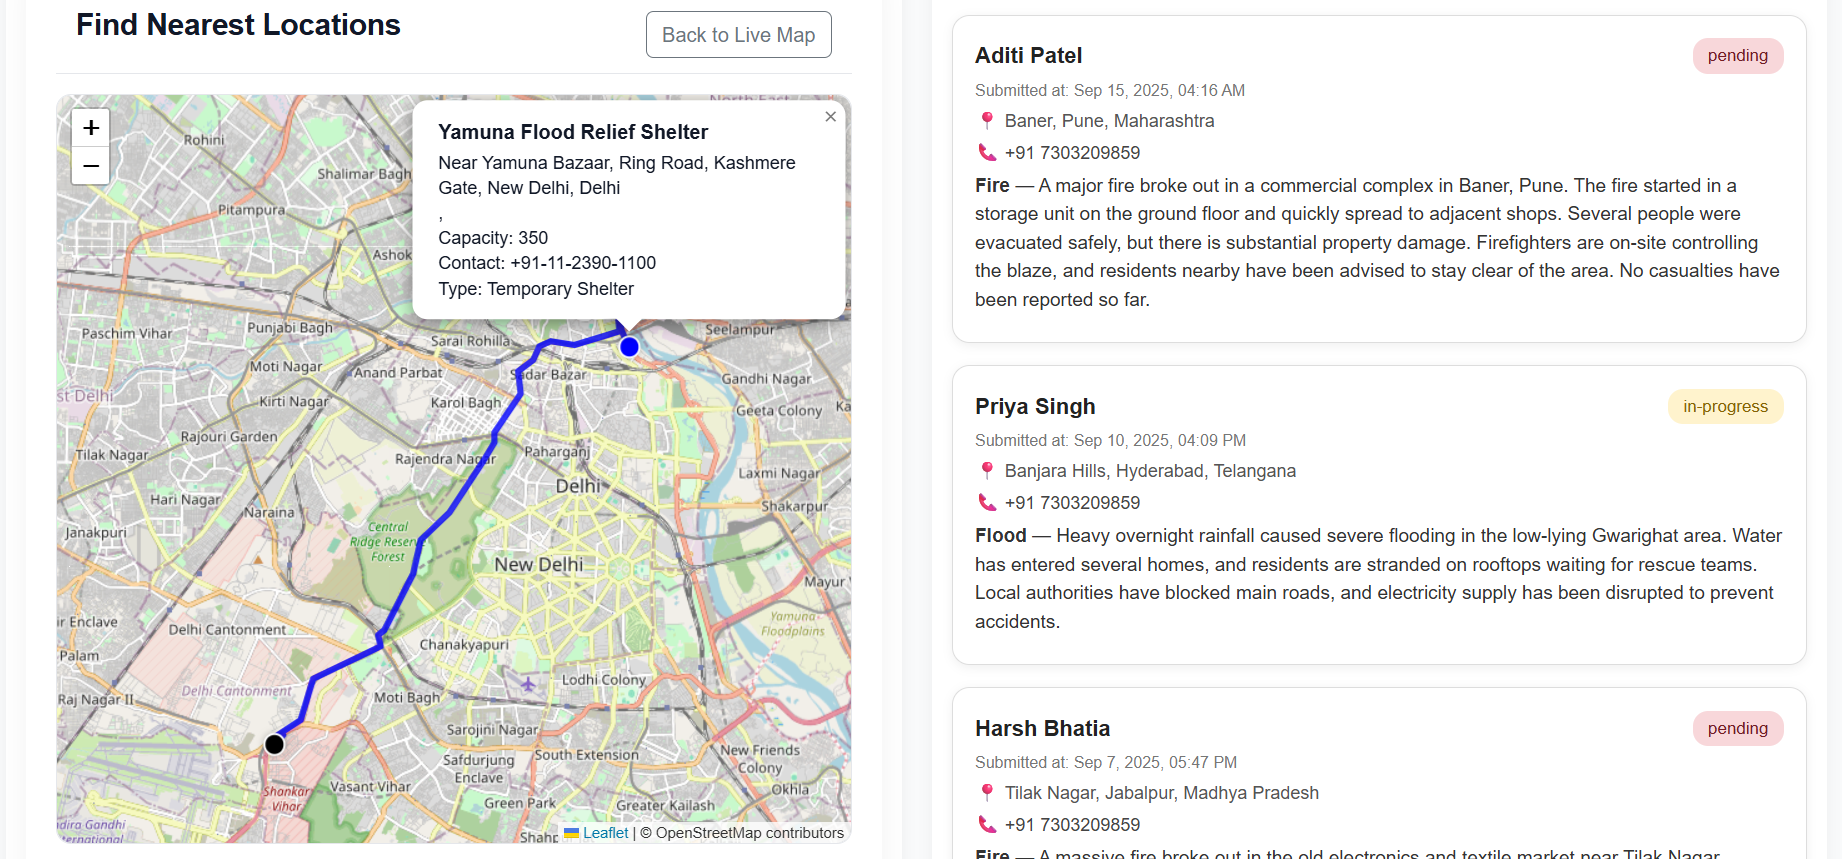 Find Nearest Locations
Back to Live Map
+
−
Yamuna Flood Relief Shelter
×
Near Yamuna Bazaar, Ring Road, Kashmere
Gate, New Delhi, Delhi
,
Capacity: 350
Contact: +91-11-2390-1100
Type: Temporary Shelter
North East
Rohini
Shalimar Bagh
Pitampura
Ashok
Paschim Vihar
Punjabi Bagh
Sarai Rohilla
Seelampur
Moti Nagar
Anand Parbat
Sadar Bazar
Gandhi Nagar
st Delhi
Kirti Nagar
Karol Bagh
Geeta Colony
Ka
Rajouri Garden
Tilak Nagar
Rajendra Nagar
Paharganj
Laxmi Nagar
Hari Nagar
Delhi
Naraina
Shakarpur
Janakpuri
Central
Ridge Reserv
Forest
New Delhi
Mayur
ir Enclave
Delhi Cantonment
Yamuna
Floodplains
Chanakyapuri
Palam
Lodhi Colony
Raj Nagar II
Delhi Cantonment
Moti Bagh
Sarojini Nagar
South Extension
New Friends
Colony
Safdurjung
Enclave
Vasant Vihar
Okhla
Shankar
Vihar
Green Park
Greater Kailash
ndira Gandhi
nternational
Shahp
Leaflet | © OpenStreetMap contributors
Aditi Patel
pending
Submitted at: Sep 15, 2025, 04:16 AM
Baner, Pune, Maharashtra
+91 7303209859
Fire — A major fire broke out in a commercial complex in Baner, Pune. The fire started in a
storage unit on the ground floor and quickly spread to adjacent shops. Several people were
evacuated safely, but there is substantial property damage. Firefighters are on-site controlling
the blaze, and residents nearby have been advised to stay clear of the area. No casualties have
been reported so far.
Priya Singh
in-progress
Submitted at: Sep 10, 2025, 04:09 PM
Banjara Hills, Hyderabad, Telangana
+91 7303209859
Flood — Heavy overnight rainfall caused severe flooding in the low-lying Gwarighat area. Water
has entered several homes, and residents are stranded on rooftops waiting for rescue teams.
Local authorities have blocked main roads, and electricity supply has been disrupted to prevent
accidents.
Harsh Bhatia
pending
Submitted at: Sep 7, 2025, 05:47 PM
Tilak Nagar, Jabalpur, Madhya Pradesh
+91 7303209859
Fire — A massive fire broke out in the old electronics and textile market near Tilak Nagar